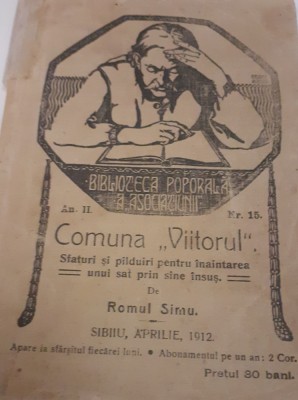 BIBLIOTECA POPORALĂ
A ASOCIAȚIUNII
An. II.
Nr. 15.
Comuna „Viitorul”.
Sfaturi și pilduiri pentru înaintarea
unui sat prin sine însuș.
De
Romul Simu.
SIBIIU, APRILIE, 1912.
Apare la sfârșitul fiecărei luni. • Abonamentul pe un an: 2 Cor.
Prețul 30 bani.